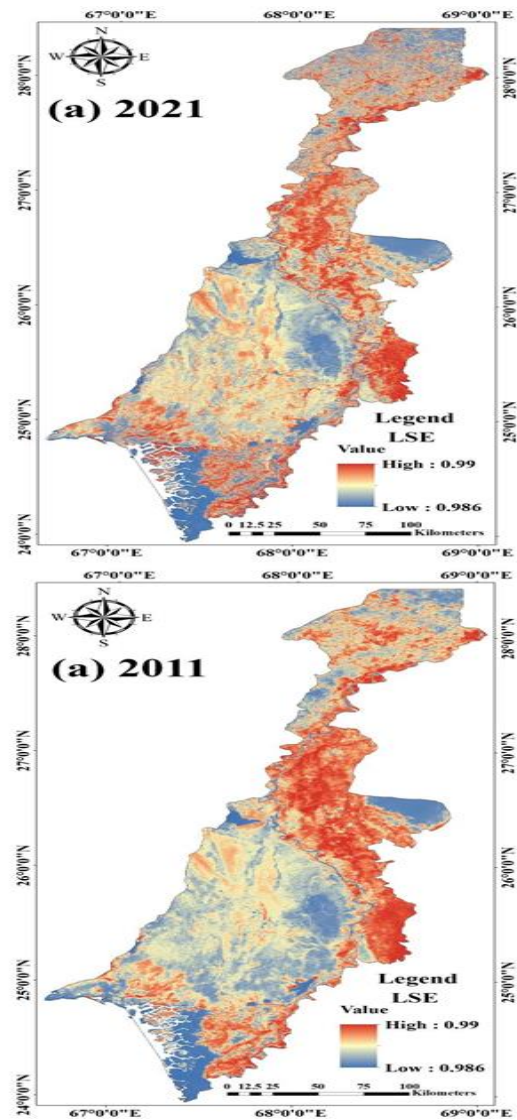 67°0'0"E 68°0'0"E 69°0'0"E
N
W E
S
(a) 2021
28°0'0"N
27°0'0"N
26°0'0"N
25°0'0"N
24°0'0"N
Legend
LSE
Value
High : 0.99
Low : 0.986
0 12.5 25 50 75 100
Kilometers
67°0'0"E 68°0'0"E 69°0'0"E
67°0'0"E 68°0'0"E 69°0'0"E
N
W E
S
(a) 2011
28°0'0"N
27°0'0"N
26°0'0"N
25°0'0"N
24°0'0"N
Legend
LSE
Value
High : 0.99
Low : 0.986
0 12.5 25 50 75 100
Kilometers
67°0'0"E 68°0'0"E 69°0'0"E